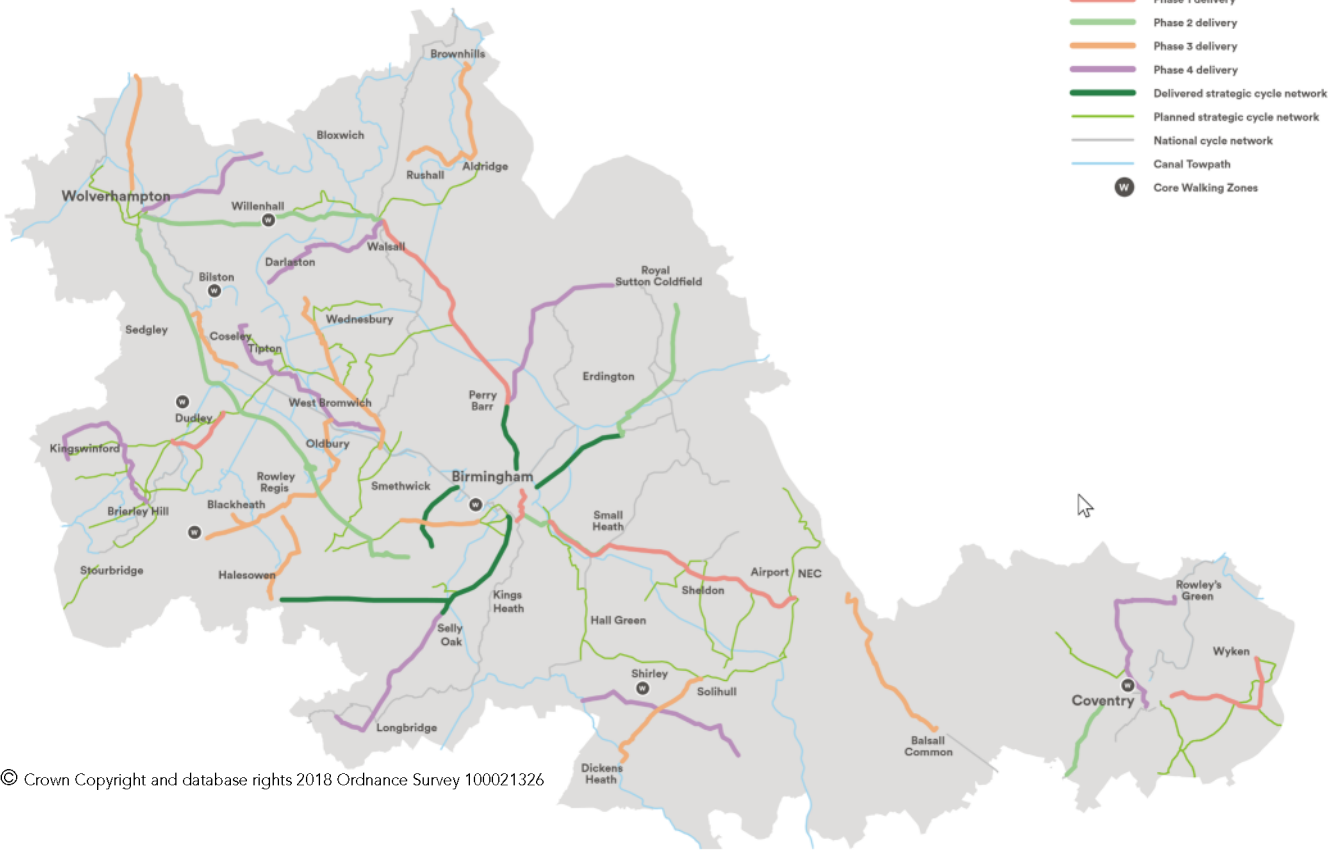 Phase 1 delivery
Phase 2 delivery
Phase 3 delivery
Phase 4 delivery
Delivered strategic cycle network
Planned strategic cycle network
National cycle network
Canal Towpath
W Core Walking Zones
Brownhills
Bloxwich
Aldridge
Rushall
Wolverhampton
Willenhall
W
Walsall
Darlaston
Bilston
W
Royal
Sutton Coldfield
Wednesbury
Sedgley
Coseley
Tipton
Erdington
Perry
Barr
W
West Bromwich
Dudley
Oldbury
Kingswinford
Birmingham
Rowley
Regis
Smethwick
W
Blackheath
Brierley Hill
Small
Heath
W
Stourbridge
Halesowen
Airport
NEC
Sheldon
Rowley's
Green
Kings
Heath
Hall Green
Selly
Oak
Wyken
Shirley
W
Solihull
W
Coventry
Longbridge
Balsall
Common
Dickens
Heath
© Crown Copyright and database rights 2018 Ordnance Survey 100021326